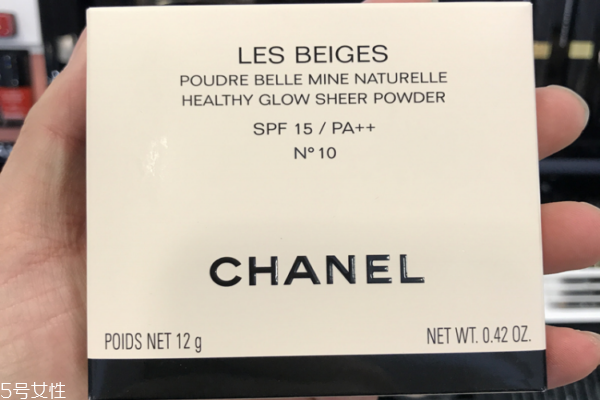 LES BEIGES
POUDRE BELLE MINE NATURELLE
HEALTHY GLOW SHEER POWDER
SPF 15 / PA++
N°10
CHANEL
POIDS NET 12 g
NET WT. 0.42 OZ.
5号女性